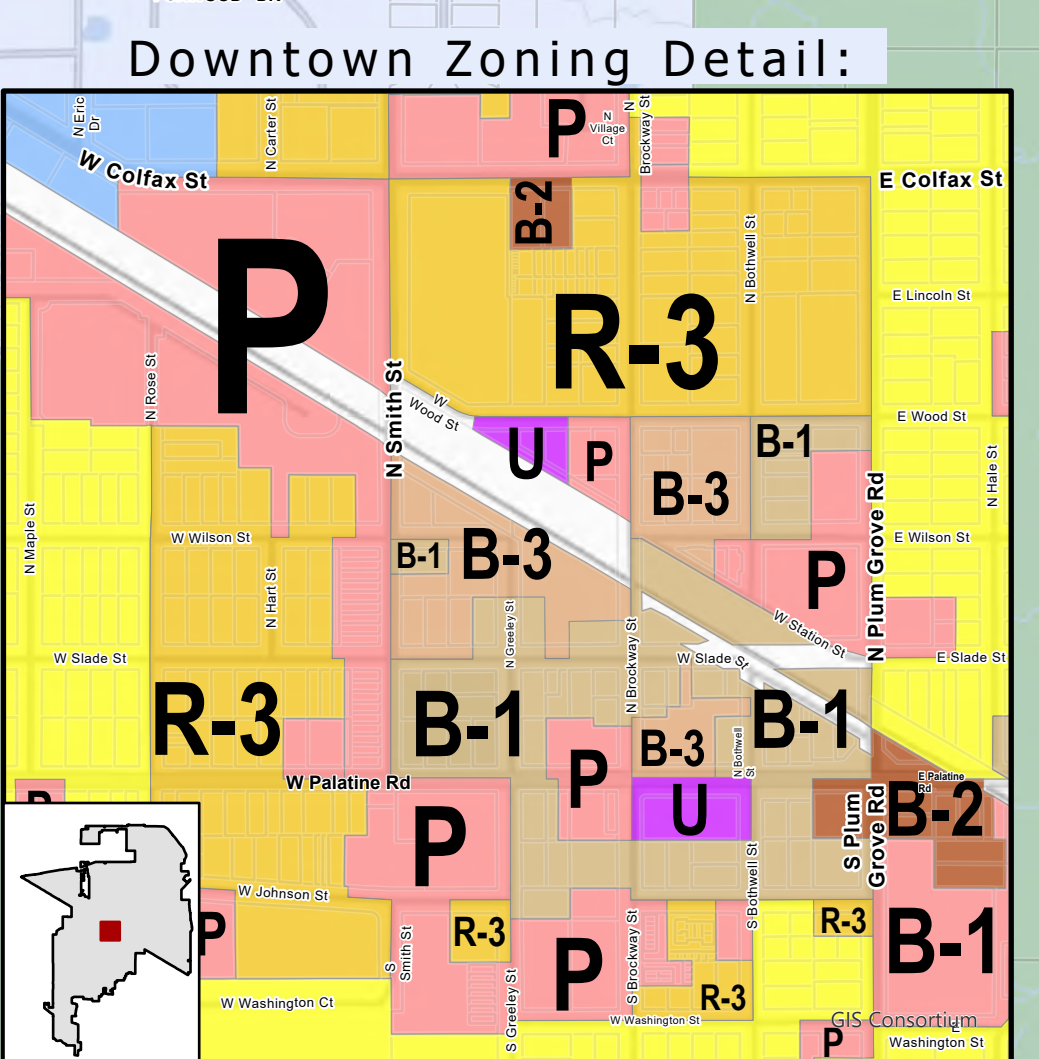 Downtown Zoning Detail:
N Eric
Dr
N Carter St
P
N
Village
Ct
N
Brockway St
W Colfax St
E Colfax St
B-2
N Bothwell St
P
R-3
E Lincoln St
N Rose St
N Smith St
W
Wood St
E Wood St
U
P
B-3
B-1
N Hale St
N Plum Grove Rd
N Maple St
W Wilson St
B-1
B-3
E Wilson St
P
N Hart St
N Greeley St
W Station St
N Brockway St
W Slade St
W Slade St
E Slade St
R-3
B-1
B-3
N Bothwell
St
B-1
P
W Palatine Rd
E Palatine
Rd
B-2
P
U
S Plum
Grove Rd
P
W Johnson St
S Bothwell St
P
S
Smith St
R-3
P
S Brockway St
R-3
B-1
S Greeley St
R-3
W Washington Ct
W Washington St
GIS Consortium
E
Washington St
P